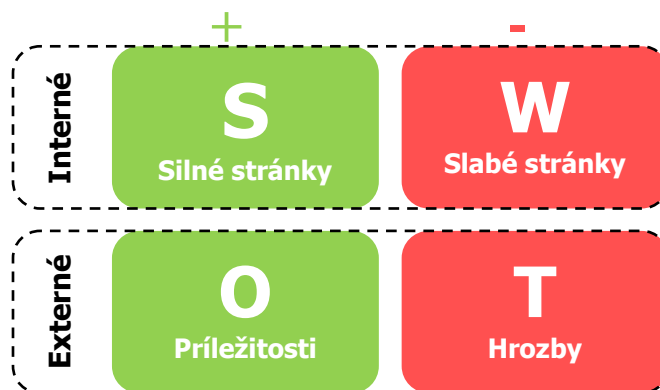 + -
Interné
S
Silné stránky
W
Slabé stránky
Externé
O
Príležitosti
T
Hrozby